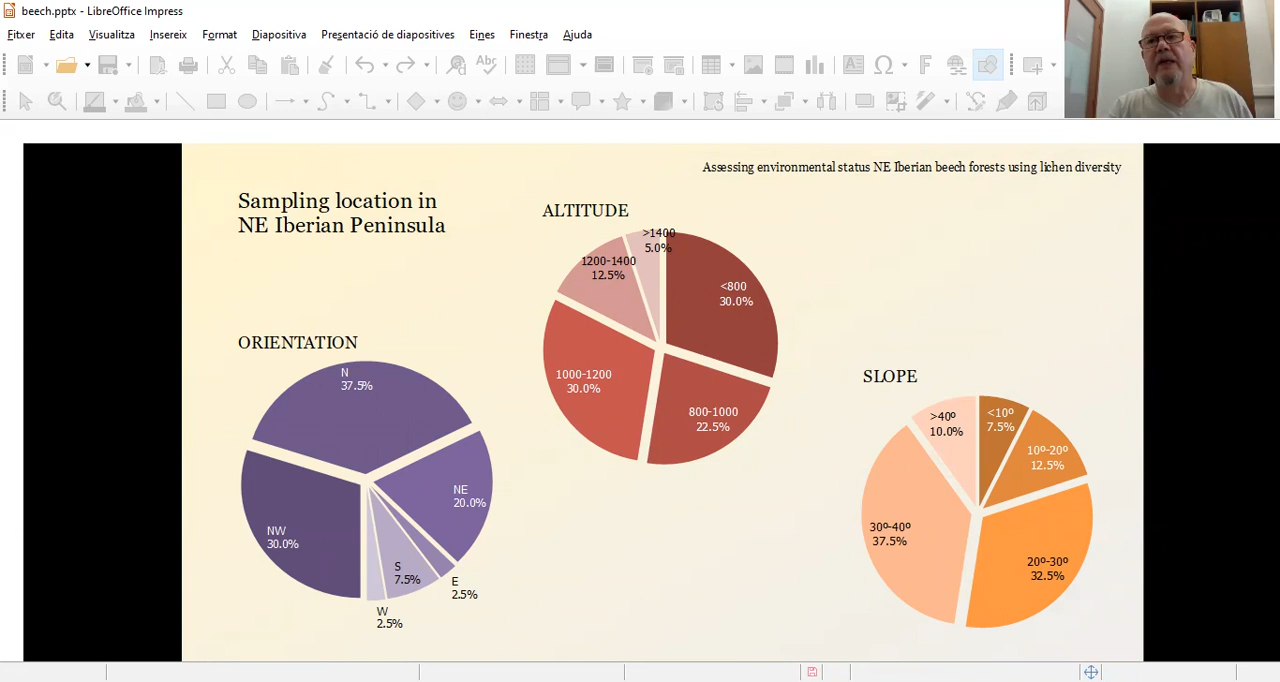 beech.pptx - LibreOffice Impress
Fitxer Edita Visualitza Insereix Format Diapositiva Presentació de diapositives Eines Finestra Ajuda
Abc
Assessing environmental status NE Iberian beech forests using lichen diversity
Sampling location in
NE Iberian Peninsula
ALTITUDE
>1400
5.0%
1200-1400
12.5%
<800
30.0%
1000-1200
30.0%
800-1000
22.5%
ORIENTATION
N
37.5%
NE
20.0%
NW
30.0%
S
7.5%
E
2.5%
W
2.5%
SLOPE
>40º
10.0%
<10º
7.5%
10º-20º
12.5%
30º-40º
37.5%
20º-30º
32.5%